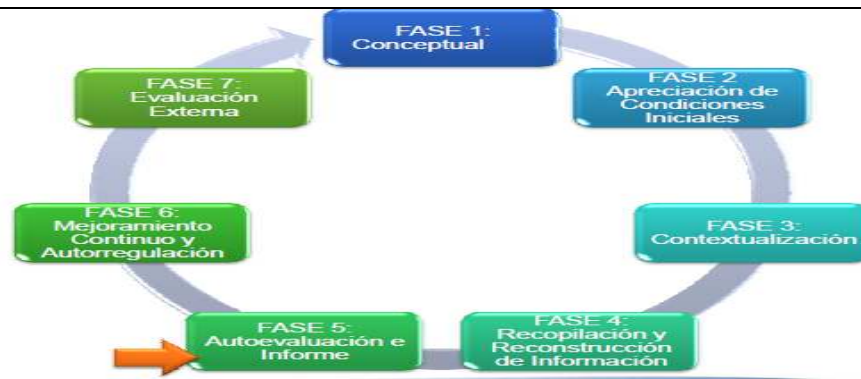 FASE 1:
Conceptual
FASE 2
Apreciación de
Condiciones
Iniciales
FASE 3:
Contextualización
FASE 4:
Recopilación y
Reconstrucción
de Información
FASE 5:
Autoevaluación e
Informe
FASE 6:
Mejoramiento
Continuo y
Autorregulación
FASE 7:
Evaluación
Externa